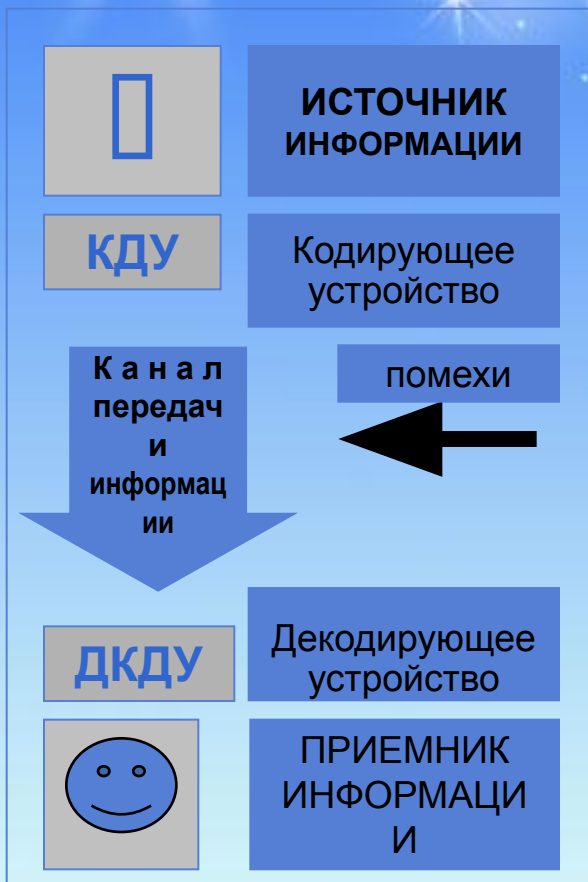 ИСТОЧНИК
ИНФОРМАЦИИ
КДУ
Кодирующее
устройство
К а н а л
передач
и
информац
ии
помехи
ДКДУ
Декодирующее
устройство
ПРИЕМНИК
ИНФОРМАЦИ
И